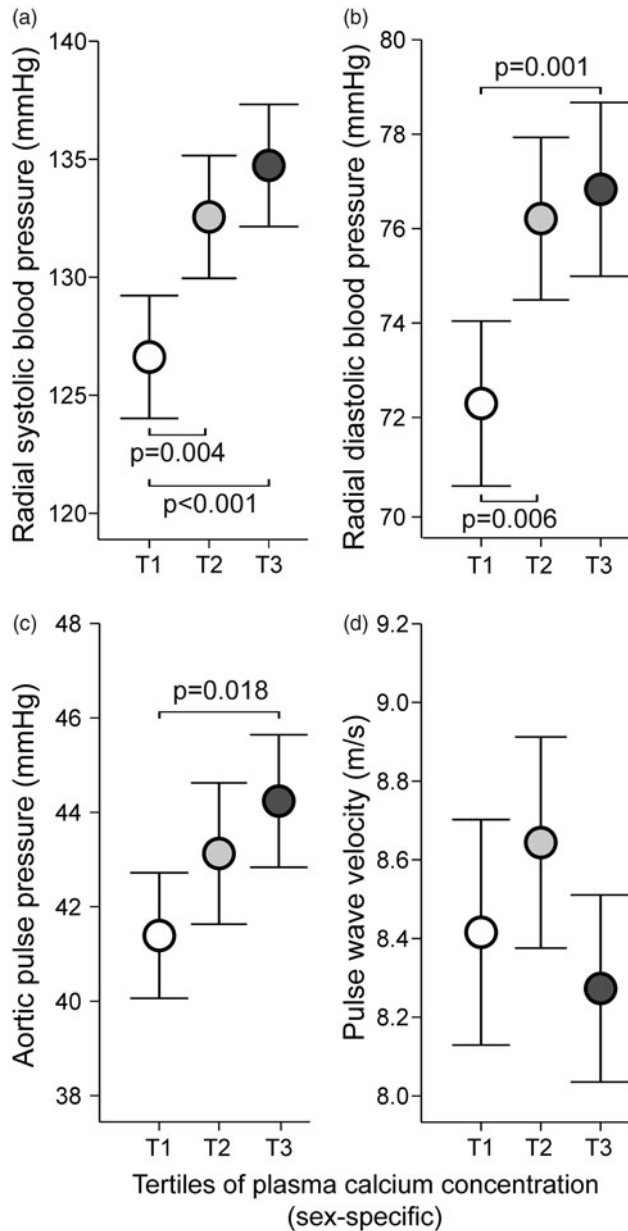 (a)
Radial systolic blood pressure (mmHg)
140
135
130
125
120
p=0.004
p<0.001
T1 T2 T3
(b)
Radial diastolic blood pressure (mmHg)
80
78
76
74
72
70
p=0.001
p=0.006
T1 T2 T3
(c)
Aortic pulse pressure (mmHg)
48
46
44
41
40
38
p=0.018
T1 T2 T3
(d)
Pulse wave velocity (m/s)
9.2
9.0
8.8
8.6
8.4
8.2
8.0
T1 T2 T3
Tertiles of plasma calcium concentration
(sex-specific)